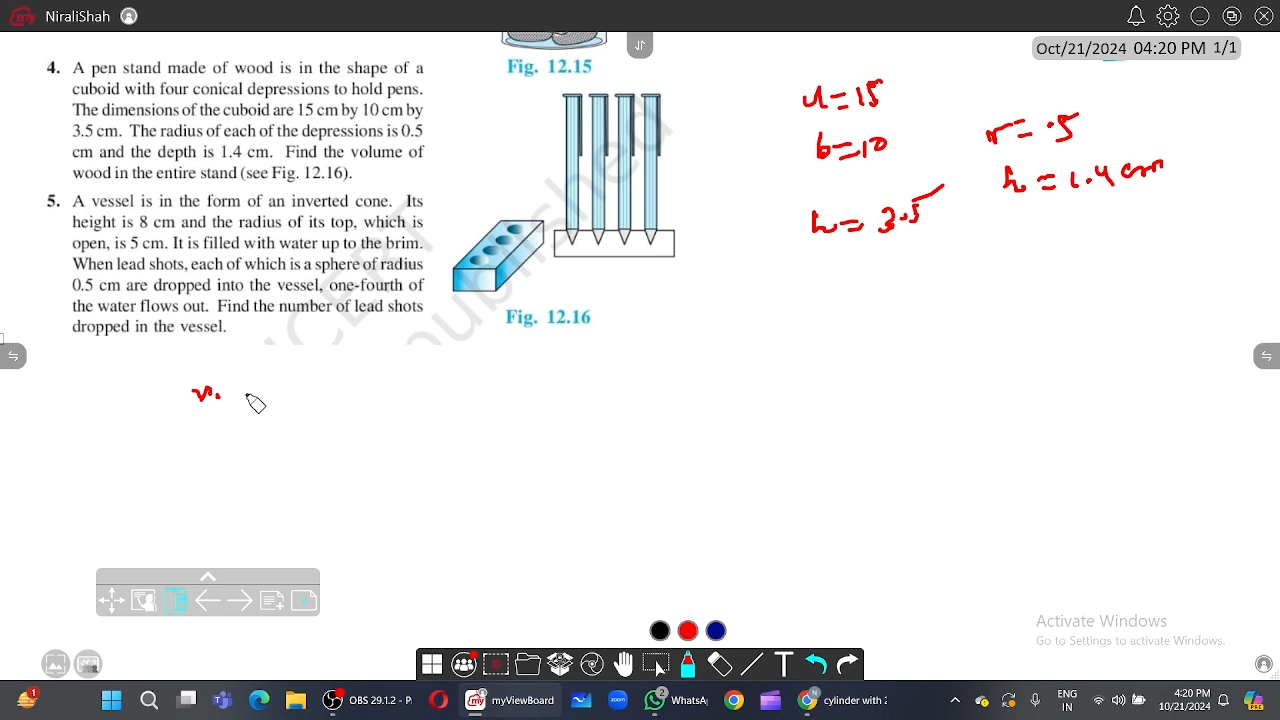 my NiraliShah
Oct/21/2024 04:20 PM 1/1
Fig. 12.15
4. A pen stand made of wood is in the shape of a
cuboid with four conical depressions to hold pens.
The dimensions of the cuboid are 15 cm by 10 cm by
3.5 cm. The radius of each of the depressions is 0.5
cm and the depth is 1.4 cm. Find the volume of
wood in the entire stand (see Fig. 12.16).
5. A vessel is in the form of an inverted cone. Its
height is 8 cm and the radius of its top, which is
open, is 5 cm. It is filled with water up to the brim.
When lead shots, each of which is a sphere of radius
0.5 cm are dropped into the vessel, one-fourth of
the water flows out. Find the number of lead shots
dropped in the vessel.
Fig. 12.16
NCERT
published
l=15
b=10
h= 3.5
r= .5
h = 1.4 cm
v.
Activate Windows
Go to Settings to activate Windows.
OBS 29.12 - P
myViewBoard
WhatsA
cylinder with 2
ENG
IN
4:20 PM
10/21/2024